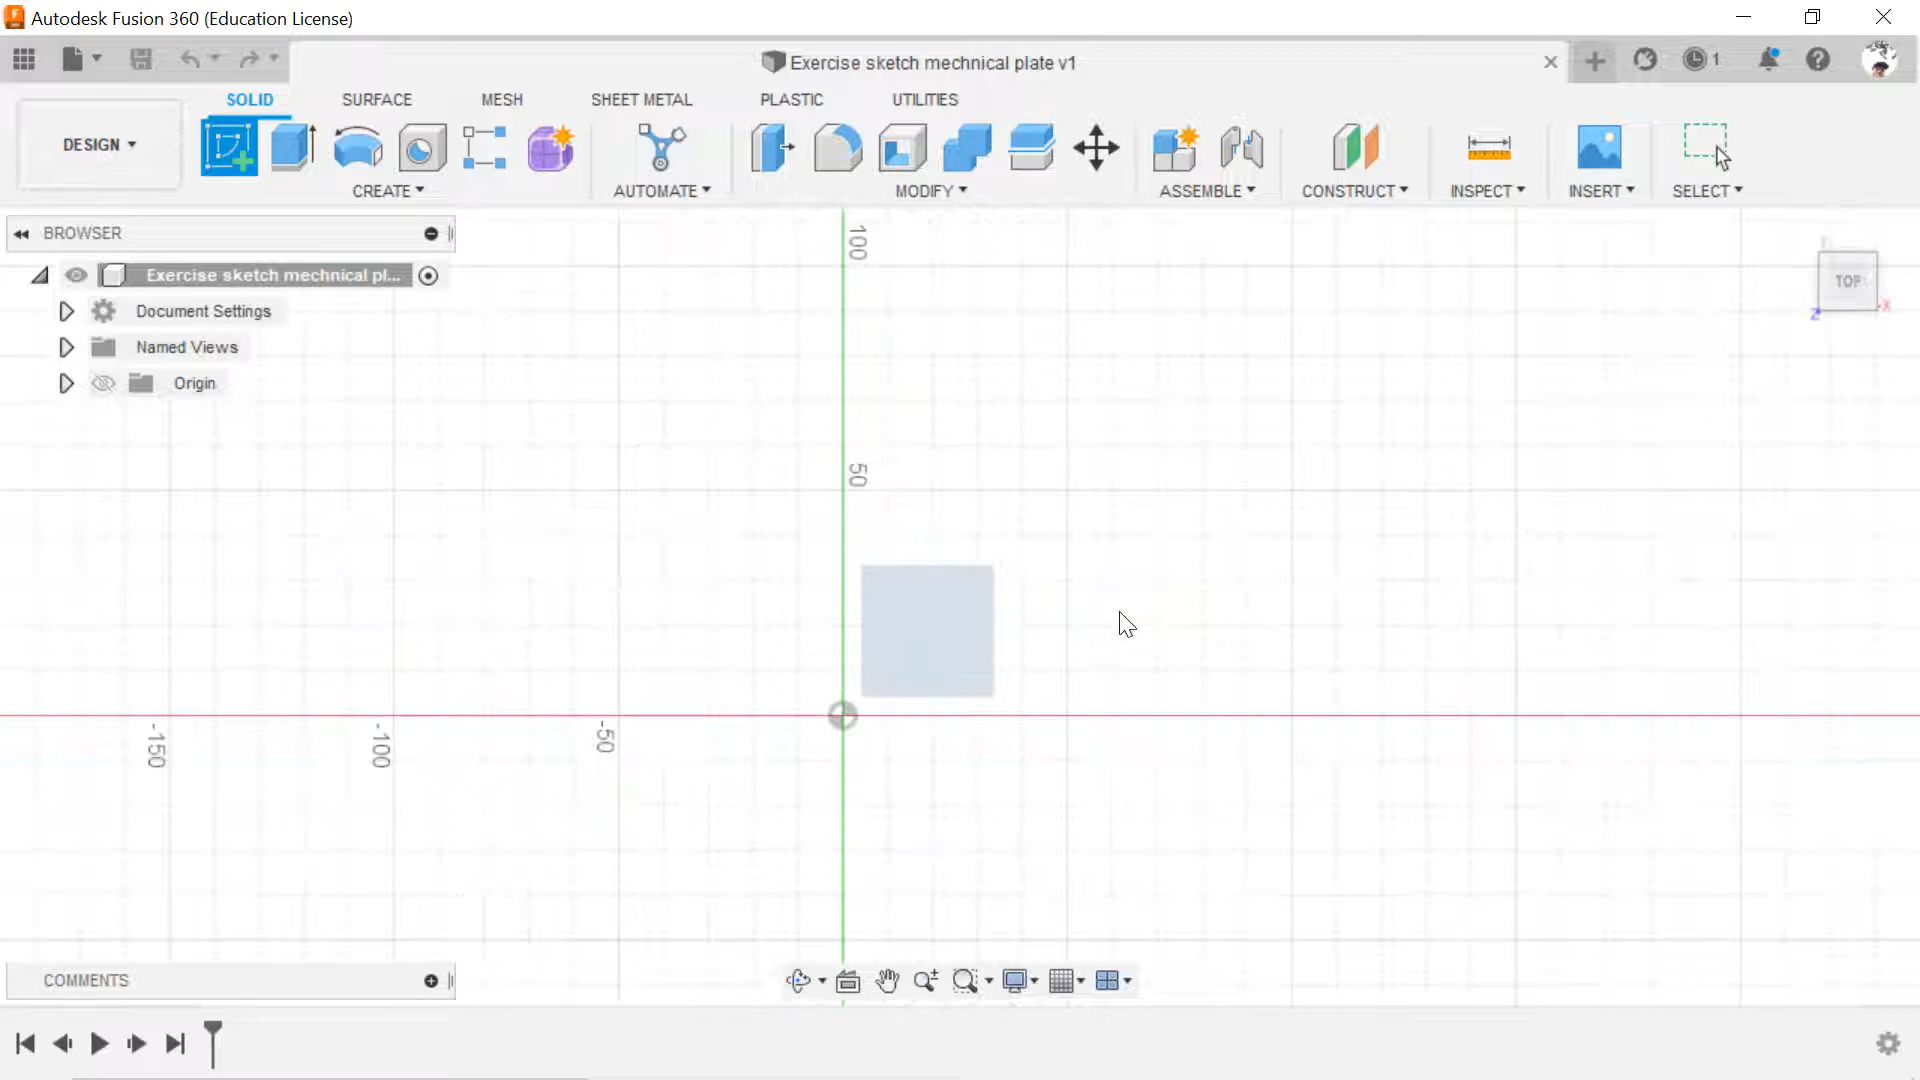 Autodesk Fusion 360 (Education License)
Exercise sketch mechnical plate v1
1
SOLID SURFACE MESH SHEET METAL PLASTIC UTILITIES
DESIGN
CREATE AUTOMATE MODIFY ASSEMBLE CONSTRUCT INSPECT INSERT SELECT
BROWSER
Exercise sketch mechnical pl...
Document Settings
Named Views
Origin
100
50
-150
-100
-50
TOP
Z
X
COMMENTS